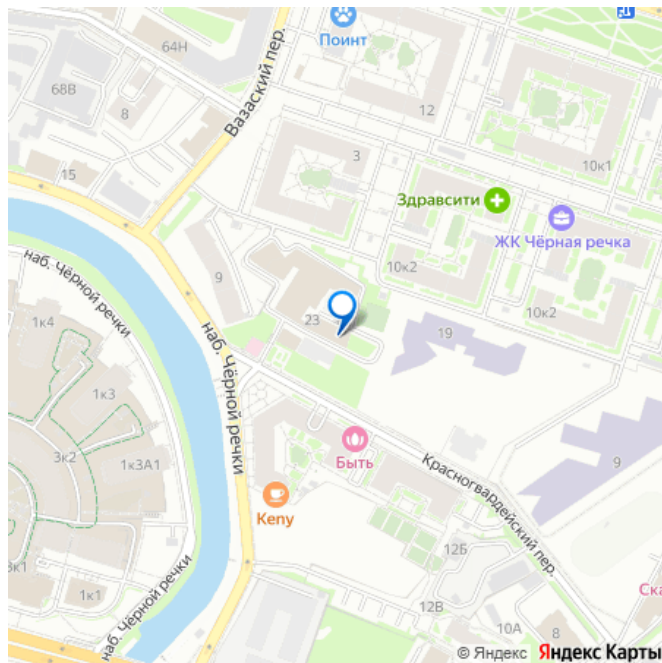 64Н
Поинт
68В
8
Вазаский пер.
12
15
3
10к1
Здравсити
ЖК Чёрная речка
наб. Чёрной речки
9
10к2
10к2
1к4
23
19
наб. Чёрной речки
1к3
3к2
1к3А1
Быть
Красногвардейский пер.
9
Keny
12Б
наб. Чёрной речки
1к1
12В
10А
8
Ска
© Яндекс Яндекс Карты